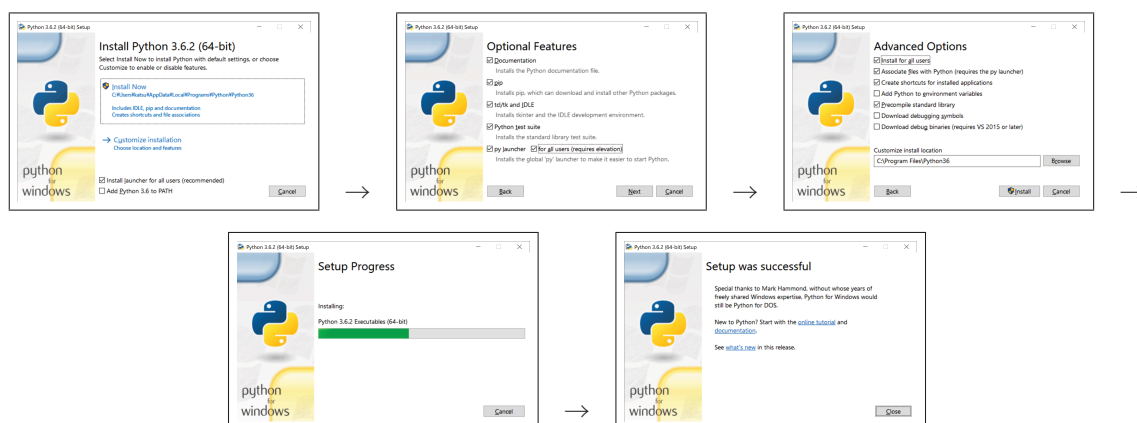 Python 3.6.2 (64-bit) Setup
Install Python 3.6.2 (64-bit)
Select Install Now to install Python with default settings, or choose
Customize to enable or disable features.
Install Now
C:¥Users¥katsu¥AppData¥Local¥Programs¥Python¥Python36
Includes IDLE, pip and documentation
Creates shortcuts and file associations
→ Customize installation
Choose location and features
Install launcher for all users (recommended)
Add Python 3.6 to PATH
Cancel
python
for
windows
→
Python 3.6.2 (64-bit) Setup
Optional Features
Documentation
Installs the Python documentation file.
pip
Installs pip, which can download and install other Python packages.
tcl/tk and IDLE
Installs tkinter and the IDLE development environment.
Python test suite
Installs the standard library test suite.
py launcher for all users (requires elevation)
Installs the global 'py' launcher to make it easier to start Python.
Back Next Cancel
python
for
windows
→
Python 3.6.2 (64-bit) Setup
Advanced Options
Install for all users
Associate files with Python (requires the py launcher)
Create shortcuts for installed applications
Add Python to environment variables
Precompile standard library
Download debugging symbols
Download debug binaries (requires VS 2015 or later)
Customize install location
C:¥Program Files¥Python36 Browse
Back Install Cancel
python
for
windows
Python 3.6.2 (64-bit) Setup
Setup Progress
Installing:
Python 3.6.2 Executables (64-bit)
Cancel
python
for
windows
→
Python 3.6.2 (64-bit) Setup
Setup was successful
Special thanks to Mark Hammond, without whose years of
freely shared Windows expertise, Python for Windows would
still be Python for DOS.
New to Python? Start with the online tutorial and
documentation.
See what's new in this release.
Close
python
for
windows